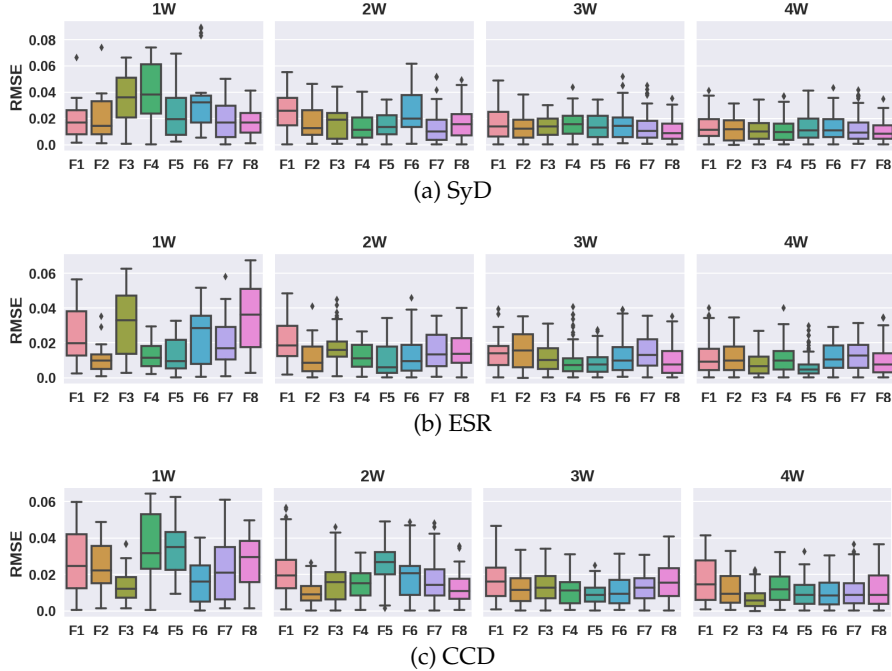 1W 2W 3W 4W
RMSE
0.08
0.06
0.04
0.02
0.0
F1 F2 F3 F4 F5 F6 F7 F8 F1 F2 F3 F4 F5 F6 F7 F8 F1 F2 F3 F4 F5 F6 F7 F8 F1 F2 F3 F4 F5 F6 F7 F8
(a) SyD
1W 2W 3W 4W
RMSE
0.06
0.04
0.02
0.0
F1 F2 F3 F4 F5 F6 F7 F8 F1 F2 F3 F4 F5 F6 F7 F8 F1 F2 F3 F4 F5 F6 F7 F8 F1 F2 F3 F4 F5 F6 F7 F8
(b) ESR
1W 2W 3W 4W
RMSE
0.06
0.04
0.02
0.0
F1 F2 F3 F4 F5 F6 F7 F8 F1 F2 F3 F4 F5 F6 F7 F8 F1 F2 F3 F4 F5 F6 F7 F8 F1 F2 F3 F4 F5 F6 F7 F8
(c) CCD